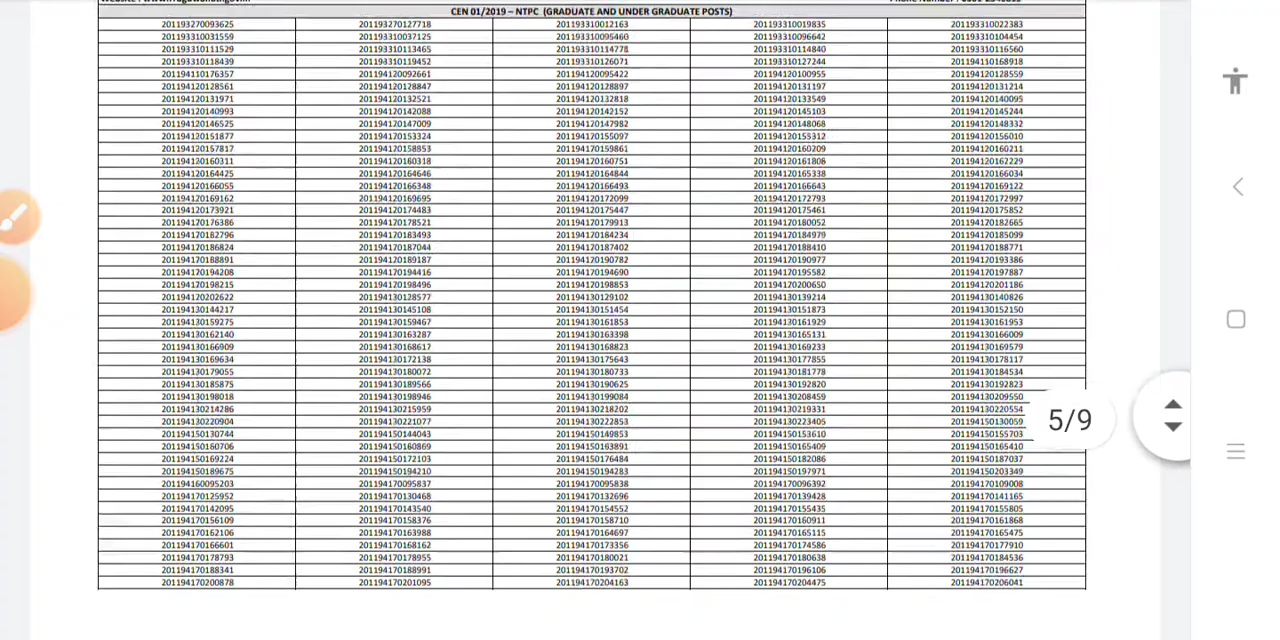 CEN 01/2019 – NTPC (GRADUATE AND UNDER GRADUATE POSTS)
201193270093625 201193270127718 201193310012163 201193310019835 201193310022383
201193310031559 201193310037125 201193310095460 201193310096642 201193310104454
201193310111529 201193310113465 201193310114778 201193310114840 201193310116560
201193310118439 201193310119452 201193310126071 201193310127244 201194110168918
201194110176357 201194120092661 201194120095422 201194120100955 201194120128559
201194120128561 201194120128847 201194120128897 201194120131197 201194120131214
201194120131971 201194120132521 201194120132818 201194120133549 201194120140095
201194120140993 201194120142088 201194120142152 201194120145103 201194120145244
201194120146525 201194120147009 201194120147982 201194120148068 201194120148332
201194120151877 201194120153324 201194120155097 201194120155312 201194120156010
201194120157817 201194120158953 201194120159861 201194120160209 201194120160211
201194120160311 201194120160318 201194120160751 201194120161808 201194120162229
201194120164425 201194120164646 201194120164844 201194120165338 201194120166034
201194120166055 201194120166348 201194120166493 201194120166643 201194120169122
201194120169162 201194120169695 201194120172099 201194120172793 201194120172997
201194120173921 201194120174483 201194120175447 201194120175461 201194120175852
201194120176386 201194120178521 201194120179913 201194120180052 201194120182665
201194120182796 201194120183493 201194120184234 201194120184979 201194120185099
201194120186824 201194120187044 201194120187402 201194120188410 201194120188771
201194120188891 201194120189187 201194120190782 201194120190977 201194120193386
201194120194208 201194120194416 201194120194690 201194120195582 201194120197887
201194120198215 201194120198496 201194120198853 201194120200650 201194120201186
201194120202622 201194130128577 201194130129102 201194130139214 201194130140826
201194130144217 201194130145108 201194130151454 201194130151873 201194130152150
201194130159275 201194130159467 201194130161853 201194130161929 201194130161953
201194130162140 201194130163287 201194130163398 201194130165131 201194130166009
201194130166909 201194130168617 201194130168823 201194130169233 201194130169579
201194130169634 201194130172138 201194130175643 201194130177855 201194130178117
201194130179055 201194130180072 201194130180733 201194130181778 201194130184534
201194130185875 201194130189566 201194130190625 201194130192820 201194130192823
201194130198018 201194130198946 201194130199084 201194130208459 201194130209550
201194130214286 201194130215959 201194130218202 201194130219331 201194130220554
201194130220904 201194130221077 201194130222853 201194130223405 201194150130059
201194150130744 201194150144043 201194150149853 201194150153610 201194150155703
201194150160706 201194150160869 201194150163891 201194150165409 201194150165410
201194150169224 201194150172103 201194150176484 201194150182086 201194150187037
201194150189675 201194150194210 201194150194283 201194150197971 201194150203349
201194160095203 201194170095837 201194170095838 201194170096392 201194170109008
201194170125952 201194170130468 201194170132696 201194170139428 201194170141165
201194170142095 201194170143540 201194170154552 201194170155435 201194170155805
201194170156109 201194170158376 201194170158710 201194170160911 201194170161868
201194170162106 201194170163988 201194170164697 201194170165115 201194170165475
201194170166601 201194170168162 201194170173356 201194170174586 201194170177910
201194170178793 201194170178955 201194170180021 201194170180638 201194170184536
201194170188341 201194170188991 201194170193702 201194170196106 201194170196627
201194170200878 201194170201095 201194170204163 201194170204475 201194170206041
5/9